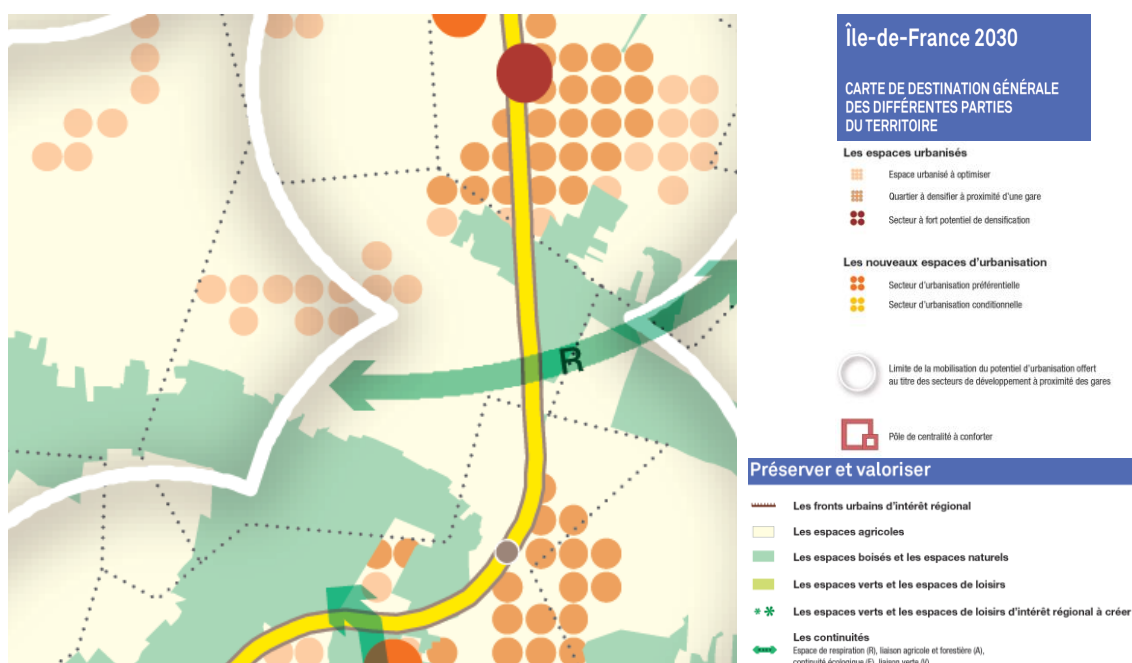 R
Île-de-France 2030
CARTE DE DESTINATION GÉNÉRALE
DES DIFFÉRENTES PARTIES
DU TERRITOIRE
Les espaces urbanisés
Espace urbanisé à optimiser
Quartier à densifier à proximité d'une gare
Secteur à fort potentiel de densification
Les nouveaux espaces d'urbanisation
Secteur d'urbanisation préférentielle
Secteur d'urbanisation conditionnelle
Limite de la mobilisation du potentiel d'urbanisation offert
au titre des secteurs de développement à proximité des gares
Pôle de centralité à conforter
Préserver et valoriser
Les fronts urbains d'intérêt régional
Les espaces agricoles
Les espaces boisés et les espaces naturels
Les espaces verts et les espaces de loisirs
Les espaces verts et les espaces de loisirs d'intérêt régional à créer
Les continuités
Espace de respiration (R), liaison agricole et forestière (A),
continuité écologique (E), liaison verte (V)